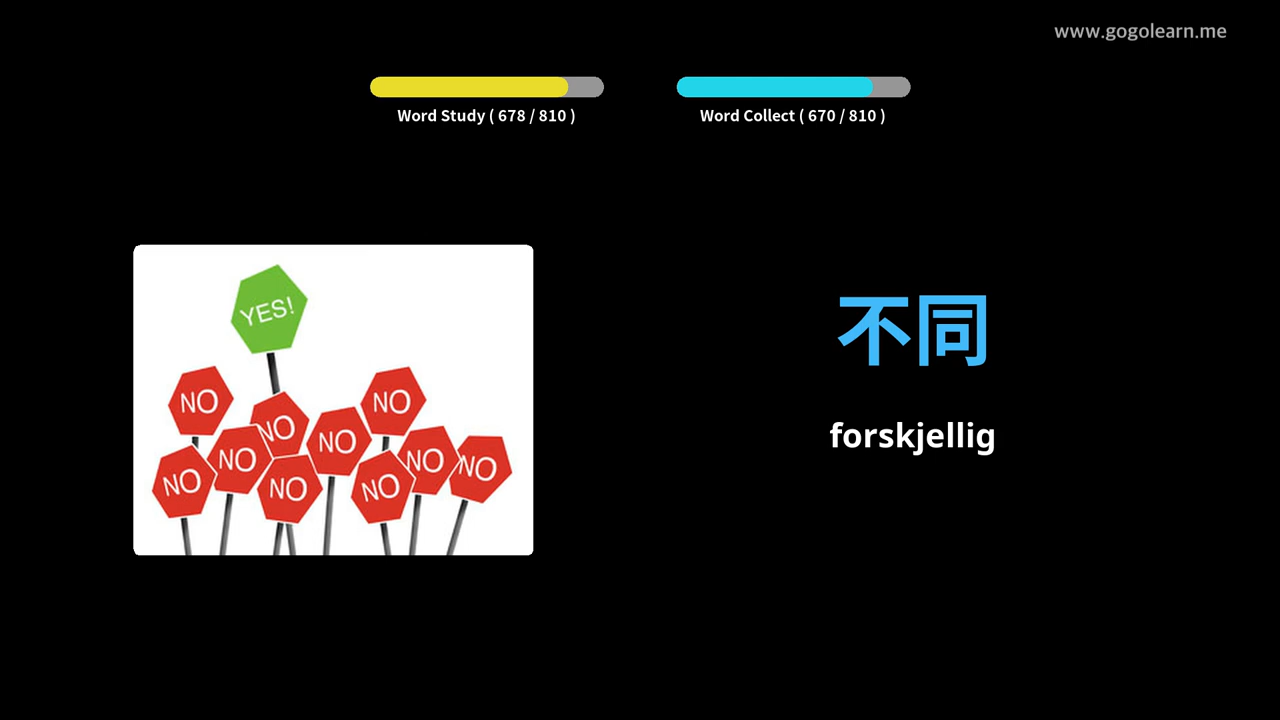 www.gogolearn.me
Word Study ( 678 / 810 )
Word Collect ( 670 / 810 )
YES!
NO
NO
NO
NO
NO
NO
NO
NO
NO
NO
不同
forskjellig